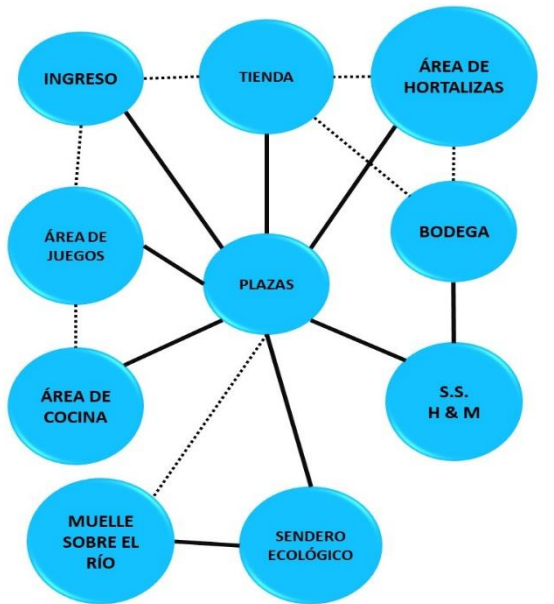 INGRESO
TIENDA
ÁREA DE
HORTALIZAS
ÁREA DE
JUEGOS
PLAZAS
BODEGA
ÁREA DE
COCINA
S.S.
H & M
MUELLE
SOBRE EL
RÍO
SENDERO
ECOLÓGICO